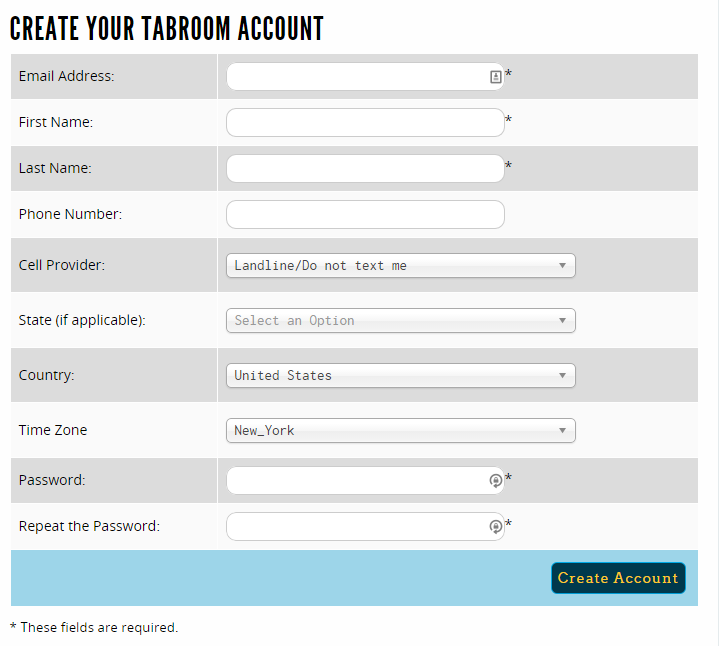 CREATE YOUR TABROOM ACCOUNT
Email Address: *
First Name: *
Last Name: *
Phone Number:
Cell Provider: Landline/Do not text me
State (if applicable): Select an Option
Country: United States
Time Zone New_York
Password: *
Repeat the Password: *
Create Account
* These fields are required.